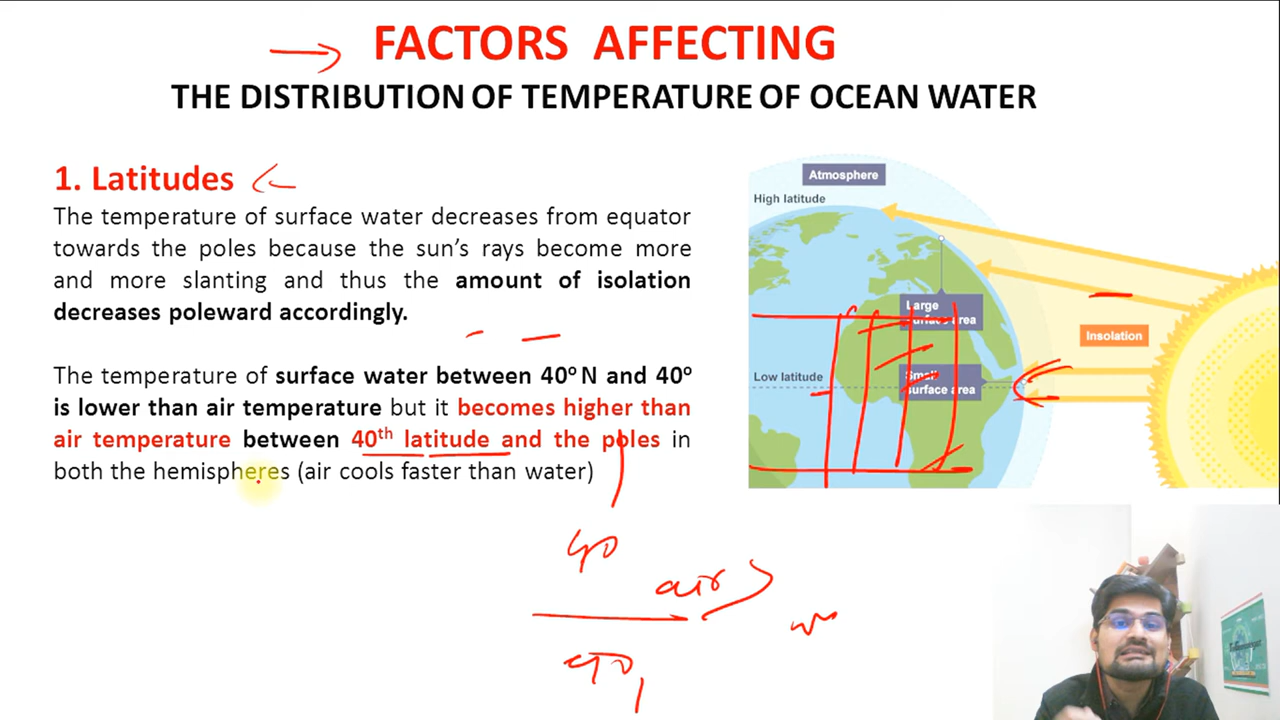 FACTORS AFFECTING
THE DISTRIBUTION OF TEMPERATURE OF OCEAN WATER
1. Latitudes
The temperature of surface water decreases from equator
towards the poles because the sun's rays become more
and more slanting and thus the amount of isolation
decreases poleward accordingly.
The temperature of surface water between 40º N and 40º
is lower than air temperature but it becomes higher than
air temperature between 40th latitude and the poles in
both the hemispheres (air cools faster than water)
Atmosphere
High latitude
Large
surface area
Insolation
Low latitude
Small
surface area
40
air
40